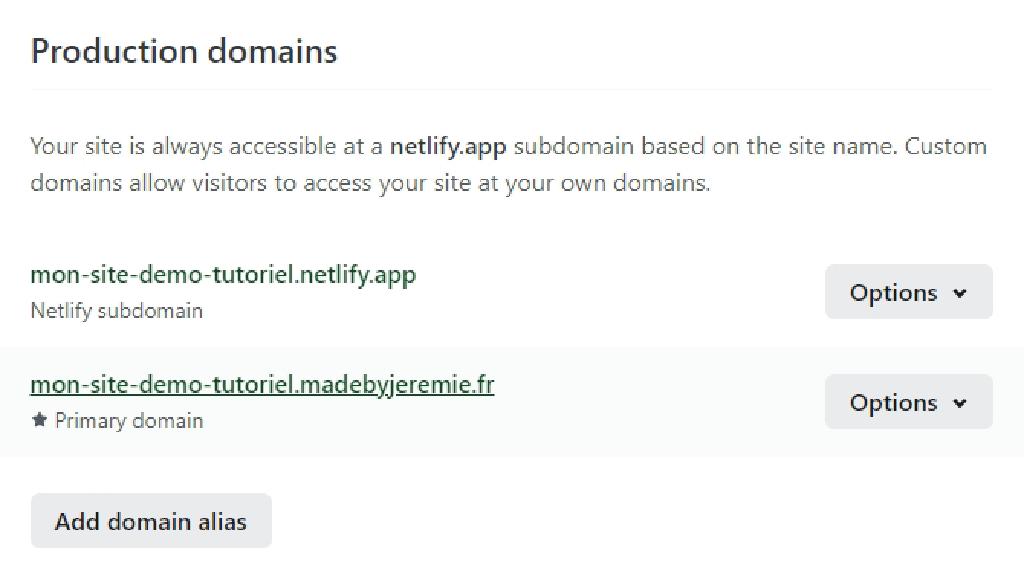 Production domains
Your site is always accessible at a netlify.app subdomain based on the site name. Custom
domains allow visitors to access your site at your own domains.
mon-site-demo-tutoriel.netlify.app
Netlify subdomain
Options
mon-site-demo-tutoriel.madebyjeremie.fr
Primary domain
Options
Add domain alias